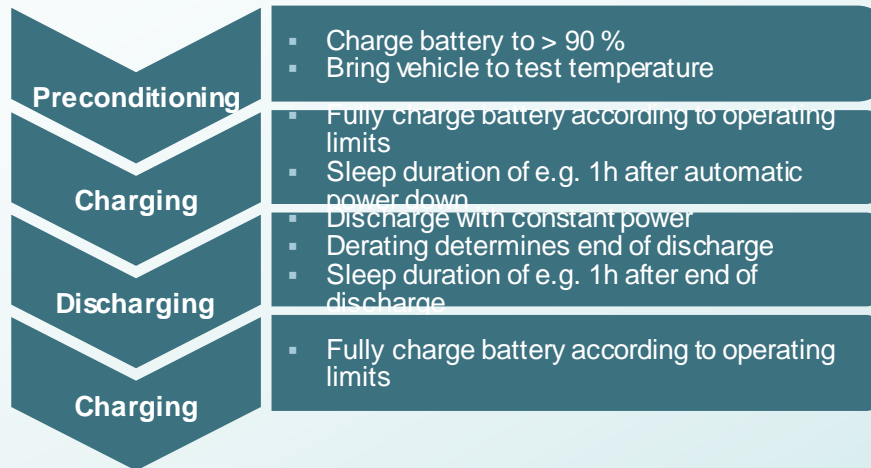 Preconditioning
▪ Charge battery to > 90 %
▪ Bring vehicle to test temperature
Charging
▪ Fully charge battery according to operating
limits
▪ Sleep duration of e.g. 1h after automatic
power down
Discharging
▪ Discharge with constant power
▪ Derating determines end of discharge
▪ Sleep duration of e.g. 1h after end of
discharge
Charging
▪ Fully charge battery according to operating
limits